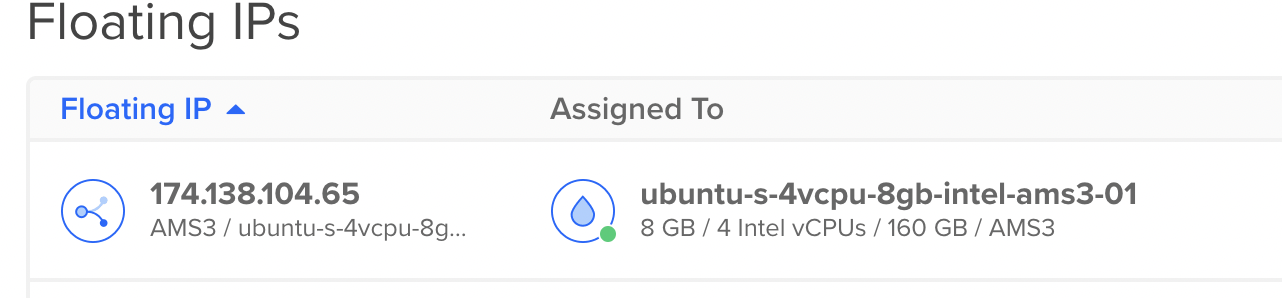 Floating IPs
Floating IP Assigned To
174.138.104.65 ubuntu-s-4vcpu-8gb-intel-ams3-01
AMS3 / ubuntu-s-4vcpu-8g... 8 GB / 4 Intel vCPUs / 160 GB / AMS3